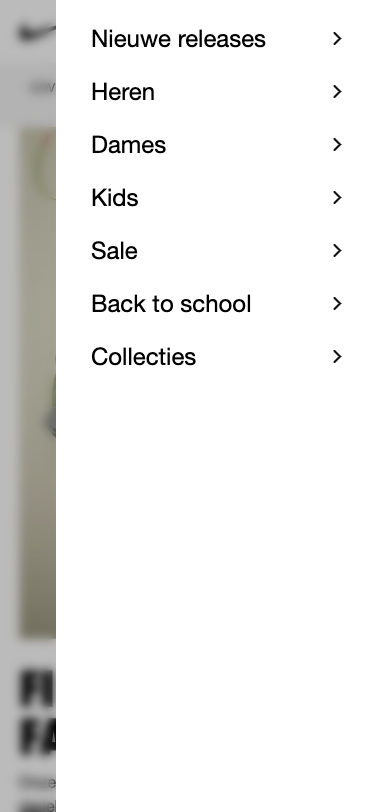 Nieuwe releases
Heren
Dames
Kids
Sale
Back to school
Collecties